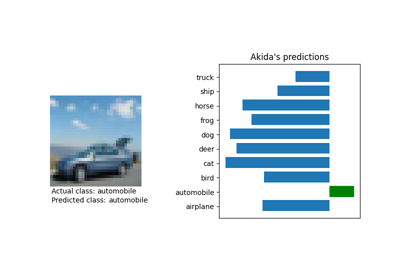 Akida's predictions
truck
ship
horse
frog
dog
deer
cat
bird
automobile
airplane
Actual class: automobile
Predicted class: automobile